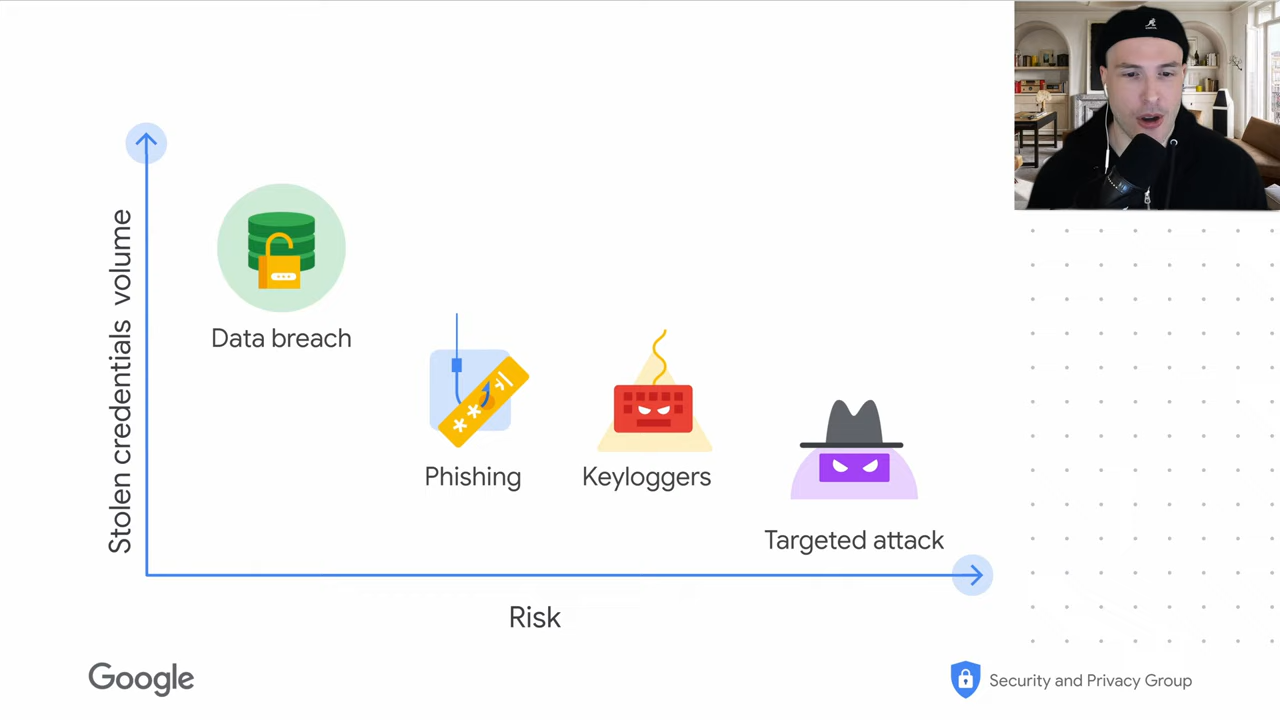 Stolen credentials volume
Data breach
Phishing
Keyloggers
Targeted attack
Risk
Google
Security and Privacy Group